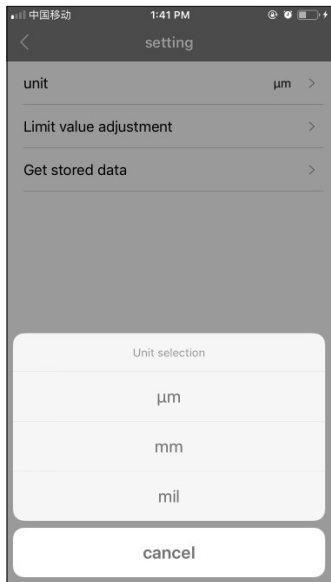 中国移动 1:41 PM
setting
unit µm
Limit value adjustment
Get stored data
Unit selection
µm
mm
mil
cancel